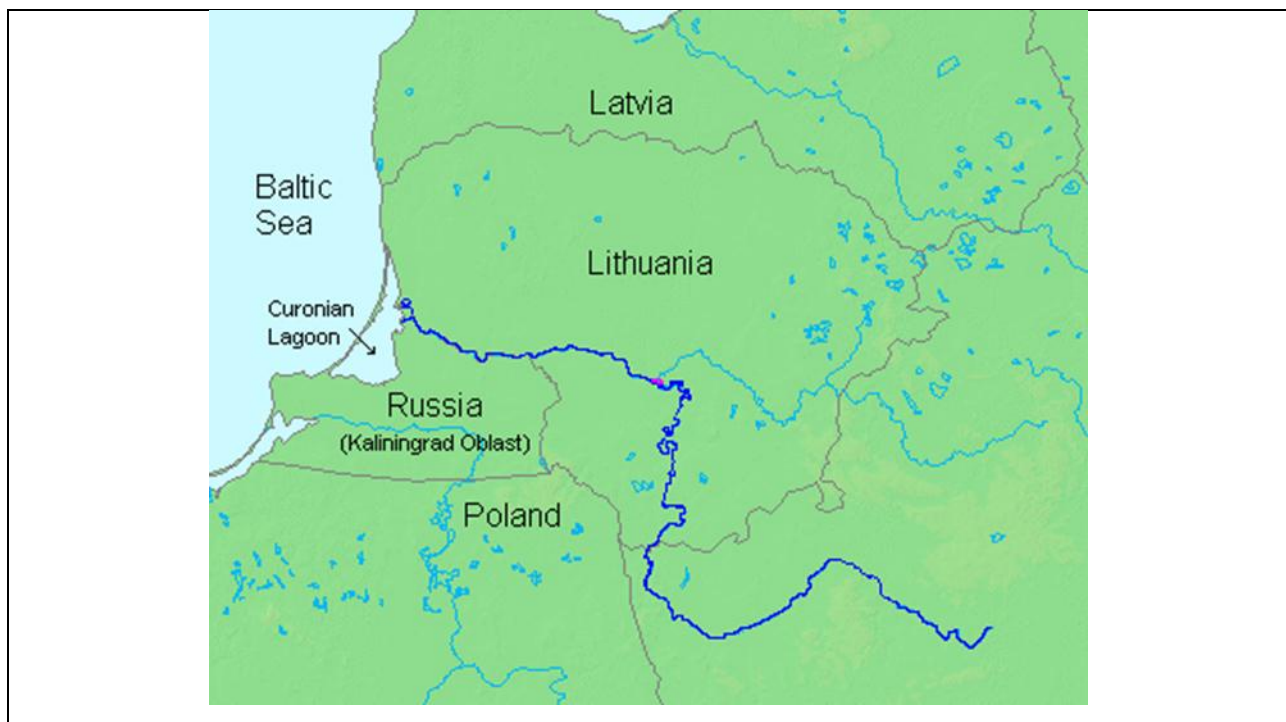 Latvia
Baltic
Sea
Lithuania
Curonian
Lagoon
Russia
(Kaliningrad Oblast)
Poland